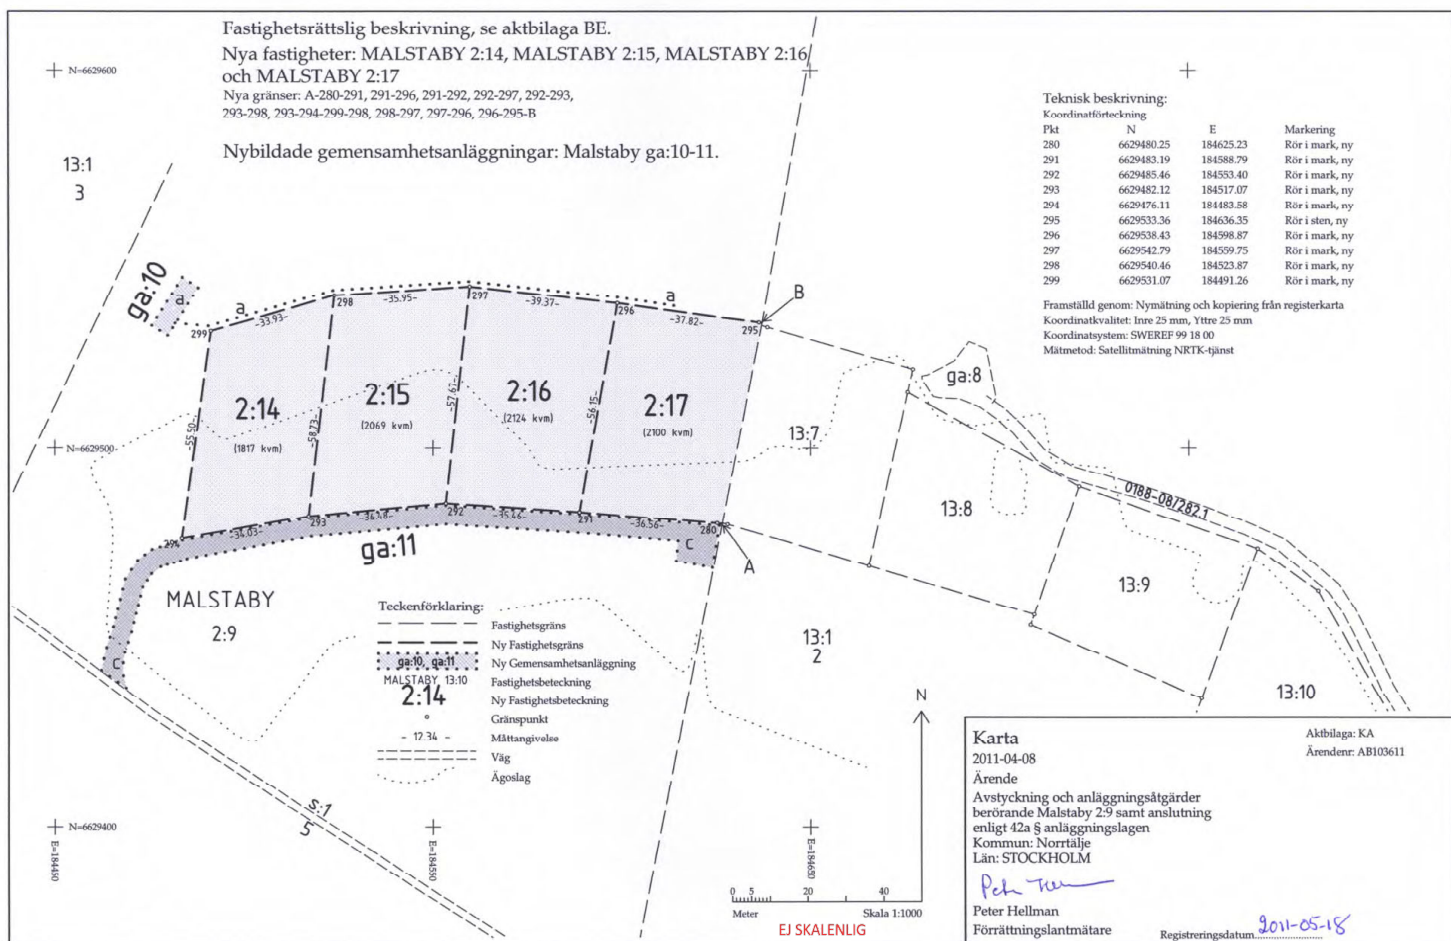 Fastighetsrättslig beskrivning, se aktbilaga BE.
Nya fastigheter: MALSTABY 2:14, MALSTABY 2:15, MALSTABY 2:16
och MALSTABY 2:17
Nya gränser: A-280-291, 291-296, 291-292, 292-297, 292-293,
293-298, 293-294-299-298, 298-297, 297-296, 296-295-B
Nybildade gemensamhetsanläggningar: Malstaby ga:10-11.
N=6629600
13:1
3
Teknisk beskrivning:
Koordinatförteckning
Pkt N E Markering
280 6629480.25 184625.23 Rör i mark, ny
291 6629483.19 184588.79 Rör i mark, ny
292 6629485.46 184553.40 Rör i mark, ny
293 6629482.12 184517.07 Rör i mark, ny
294 6629476.11 184483.58 Rör i mark, ny
295 6629533.36 184636.35 Rör i sten, ny
296 6629538.43 184598.87 Rör i mark, ny
297 6629542.79 184559.75 Rör i mark, ny
298 6629540.46 184523.87 Rör i mark, ny
299 6629531.07 184491.26 Rör i mark, ny
Framställd genom: Nymätning och kopiering från registerkarta
Koordinatkvalitet: Inre 25 mm, Yttre 25 mm
Koordinatsystem: SWEREF 99 18 00
Mätmetod: Satellitmätning NRTK-tjänst
ga:10
a
a
a
B
299
-33.93-
298
-35.95-
297
-39.37-
296
-37.82-
295
2:14
(1817 kvm)
2:15
(2069 kvm)
2:16
(2124 kvm)
2:17
(2100 kvm)
-58.73-
-57.67-
-56.15-
N=6629500
13:7
ga:8
13:8
0188-08/282.1
13:9
13:10
294
-34.03-
293
292
-35.46-
291
-36.56-
280
A
ga:11
c
MALSTABY
2:9
c
13:1
2
Teckenförklaring:
Fastighetsgräns
Ny Fastighetsgräns
ga:10, ga:11 Ny Gemensamhetsanläggning
MALSTABY 13:10 Fastighetsbeteckning
2:14 Ny Fastighetsbeteckning
Gränspunkt
- 12.34 - Måttangivelse
Väg
Ägoslag
s:1
5
N=6629400
N
0 5 20 40
Meter Skala 1:1000
EJ SKALENLIG
Karta
2011-04-08
Aktbilaga: KA
Ärendenr: AB103611
Ärende
Avstyckning och anläggningsåtgärder
berörande Malstaby 2:9 samt anslutning
enligt 42a § anläggningslagen
Kommun: Norrtälje
Län: STOCKHOLM
Peter Hellman
Förrättningslantmätare
Registreringsdatum 2011-05-18